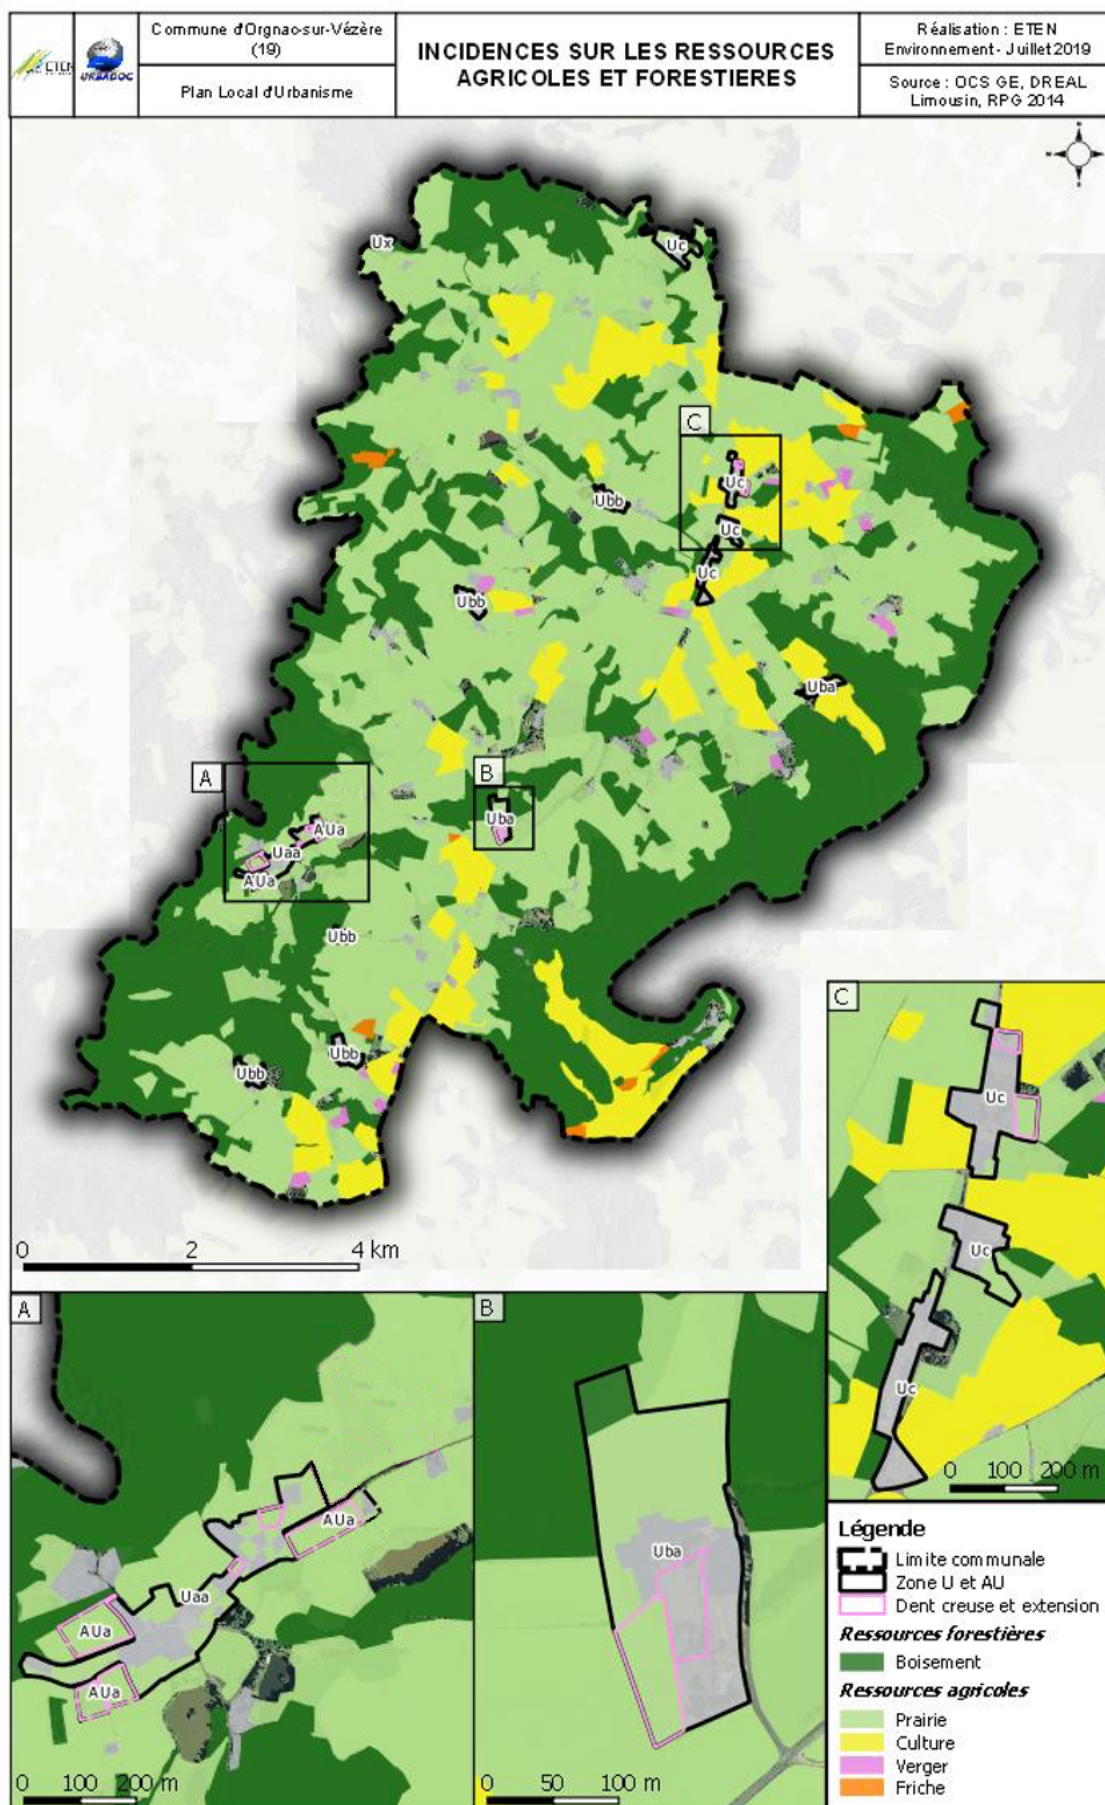 ETEN
URBADOC
Commune d'Orgnac-sur-Vézère
(19)
Plan Local d'Urbanisme
INCIDENCES SUR LES RESSOURCES
AGRICOLES ET FORESTIERES
Réalisation : ETEN
Environnement - Juillet 2019
Source : OCS GE, DREAL
Limousin, RPG 2014
Ux
Uc
C
Uc
Ubb
Uc
Uc
Ubb
Uba
A
B
AUa
Uba
Uaa
AUa
Ubb
Ubb
Ubb
0 2 4 km
C
Uc
Uc
Uc
0 100 200 m
A
AUa
Uaa
AUa
AUa
0 100 200 m
B
Uba
0 50 100 m
Légende
Limite communale
Zone U et AU
Dent creuse et extension
Ressources forestières
Boisement
Ressources agricoles
Prairie
Culture
Verger
Friche